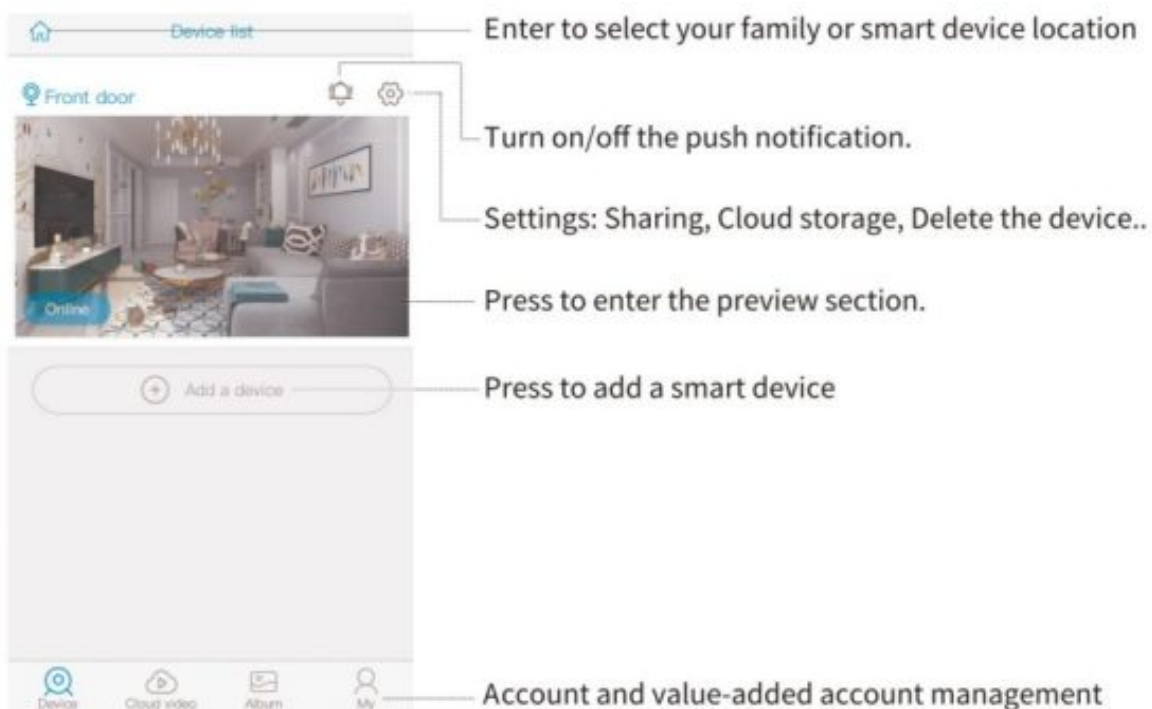 Device list
Enter to select your family or smart device location
Front door
Turn on/off the push notification.
Settings: Sharing, Cloud storage, Delete the device..
Online
Press to enter the preview section.
Add a device
Press to add a smart device
Device
Cloud video
Album
My
Account and value-added account management